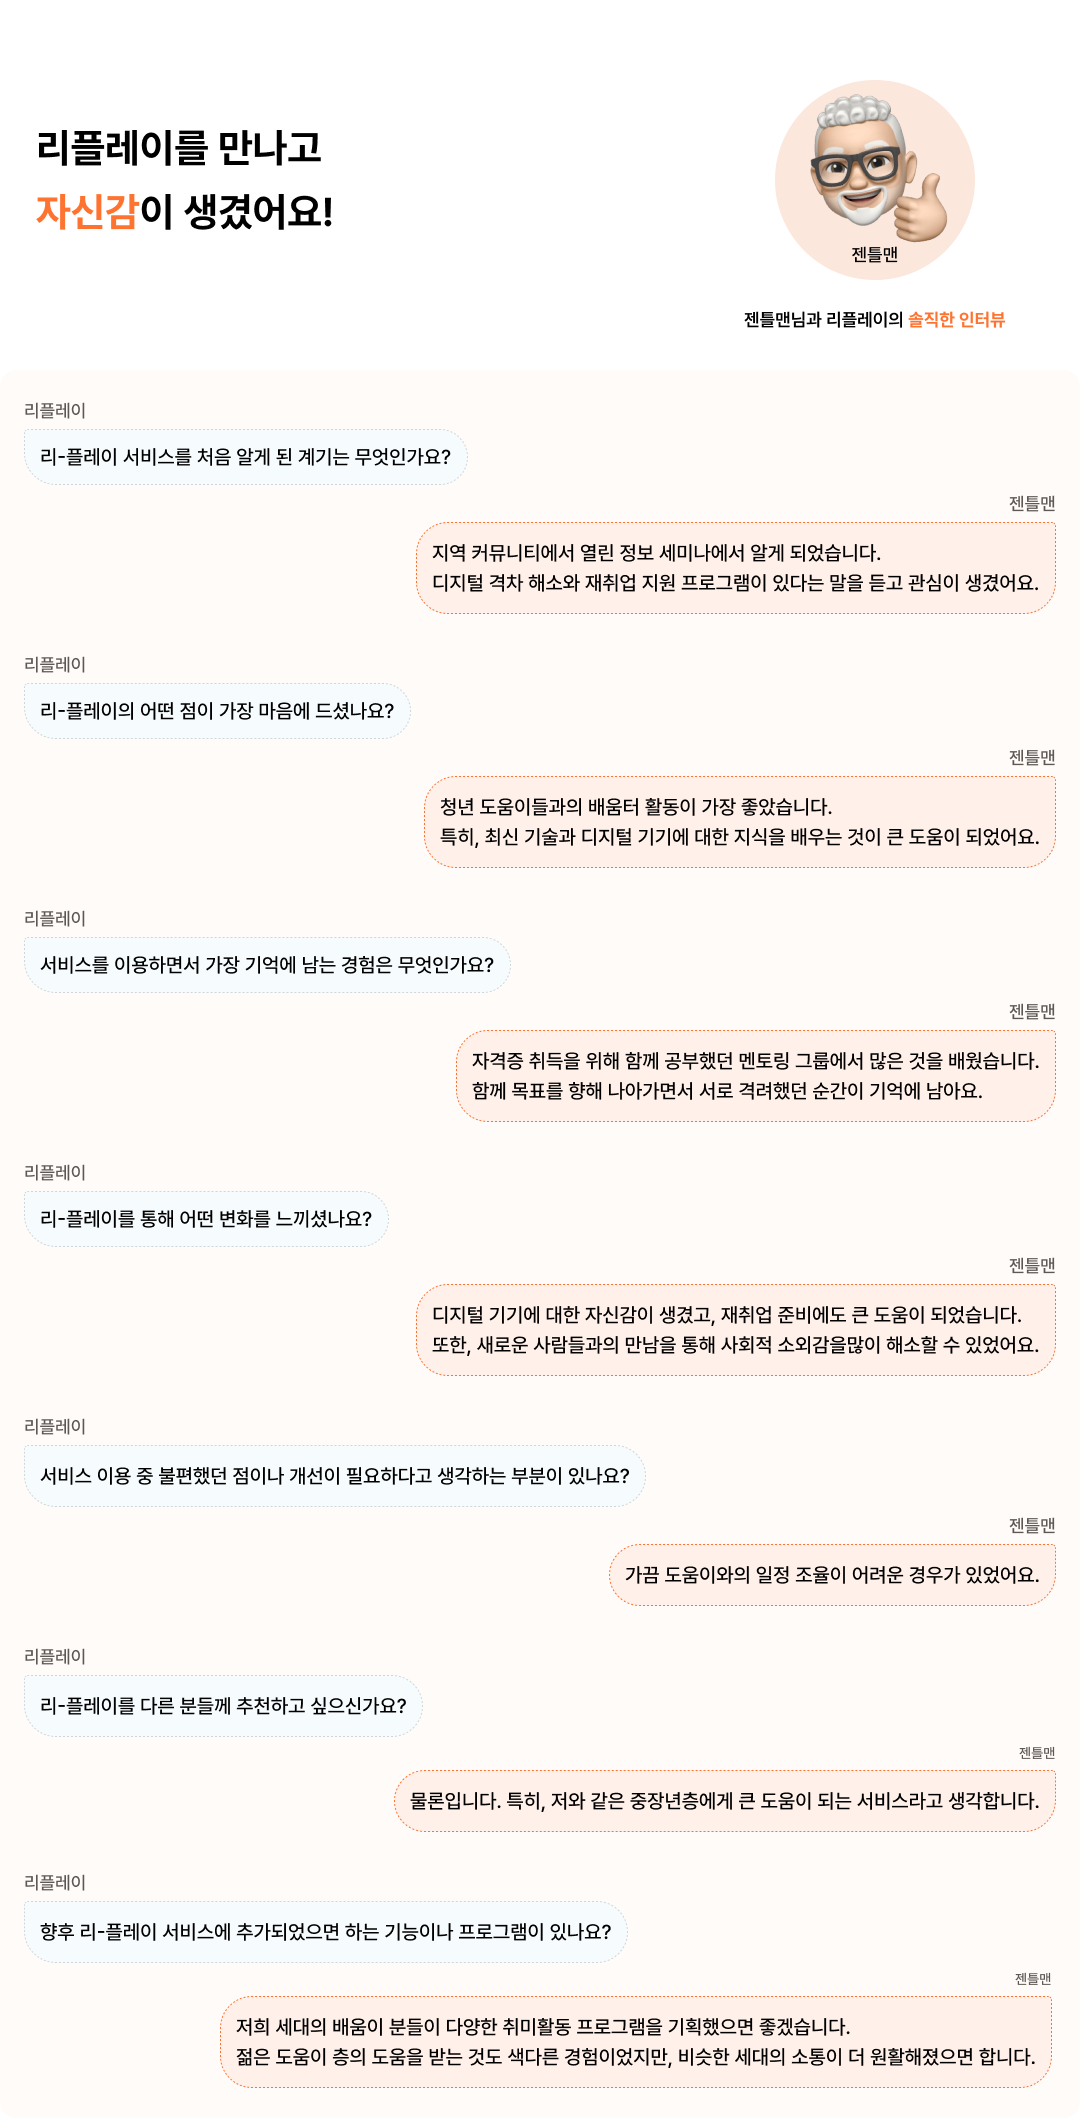 리플레이를 만나고
자신감이 생겼어요!
젠틀맨
젠틀맨님과 리플레이의 솔직한 인터뷰
리플레이
리-플레이 서비스를 처음 알게 된 계기는 무엇인가요?
젠틀맨
지역 커뮤니티에서 열린 정보 세미나에서 알게 되었습니다.
디지털 격차 해소와 재취업 지원 프로그램이 있다는 말을 듣고 관심이 생겼어요.
리플레이
리-플레이의 어떤 점이 가장 마음에 드셨나요?
젠틀맨
청년 도움이들과의 배움터 활동이 가장 좋았습니다.
특히, 최신 기술과 디지털 기기에 대한 지식을 배우는 것이 큰 도움이 되었어요.
리플레이
서비스를 이용하면서 가장 기억에 남는 경험은 무엇인가요?
젠틀맨
자격증 취득을 위해 함께 공부했던 멘토링 그룹에서 많은 것을 배웠습니다.
함께 목표를 향해 나아가면서 서로 격려했던 순간이 기억에 남아요.
리플레이
리-플레이를 통해 어떤 변화를 느끼셨나요?
젠틀맨
디지털 기기에 대한 자신감이 생겼고, 재취업 준비에도 큰 도움이 되었습니다.
또한, 새로운 사람들과의 만남을 통해 사회적 소외감을많이 해소할 수 있었어요.
리플레이
서비스 이용 중 불편했던 점이나 개선이 필요하다고 생각하는 부분이 있나요?
젠틀맨
가끔 도움이와의 일정 조율이 어려운 경우가 있었어요.
리플레이
리-플레이를 다른 분들께 추천하고 싶으신가요?
젠틀맨
물론입니다. 특히, 저와 같은 중장년층에게 큰 도움이 되는 서비스라고 생각합니다.
리플레이
향후 리-플레이 서비스에 추가되었으면 하는 기능이나 프로그램이 있나요?
젠틀맨
저희 세대의 배움이 분들이 다양한 취미활동 프로그램을 기획했으면 좋겠습니다.
젊은 도움이 층의 도움을 받는 것도 색다른 경험이었지만, 비슷한 세대의 소통이 더 원활해졌으면 합니다.